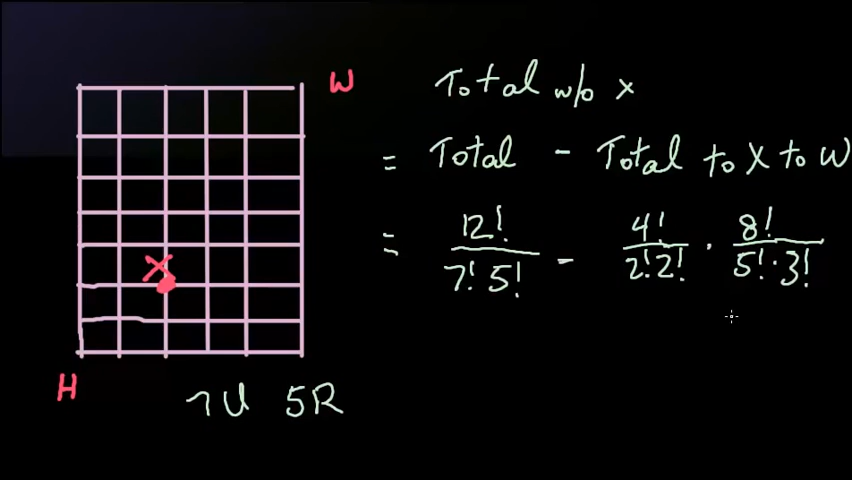 W
Total w/o x
= Total - Total to X to W
= 12!/(7! 5!) - 4!/(2! 2!) · 8!/(5! · 3!)
X
H
7U 5R